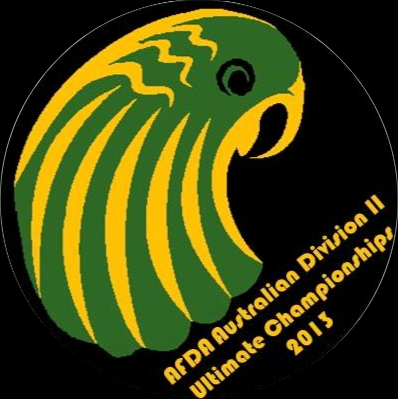 AFDA Australian Division II
Ultimate Championships
2013